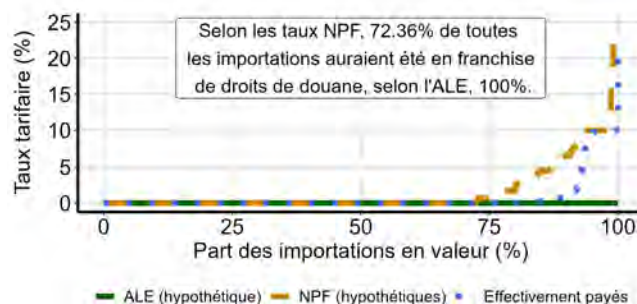 Taux tarifaire (%)
25
20
15
10
5
0
Selon les taux NPF, 72.36% de toutes
les importations auraient été en franchise
de droits de douane, selon l'ALE, 100%.
0 25 50 75 100
Part des importations en valeur (%)
ALE (hypothétique) NPF (hypothétiques) Effectivement payés